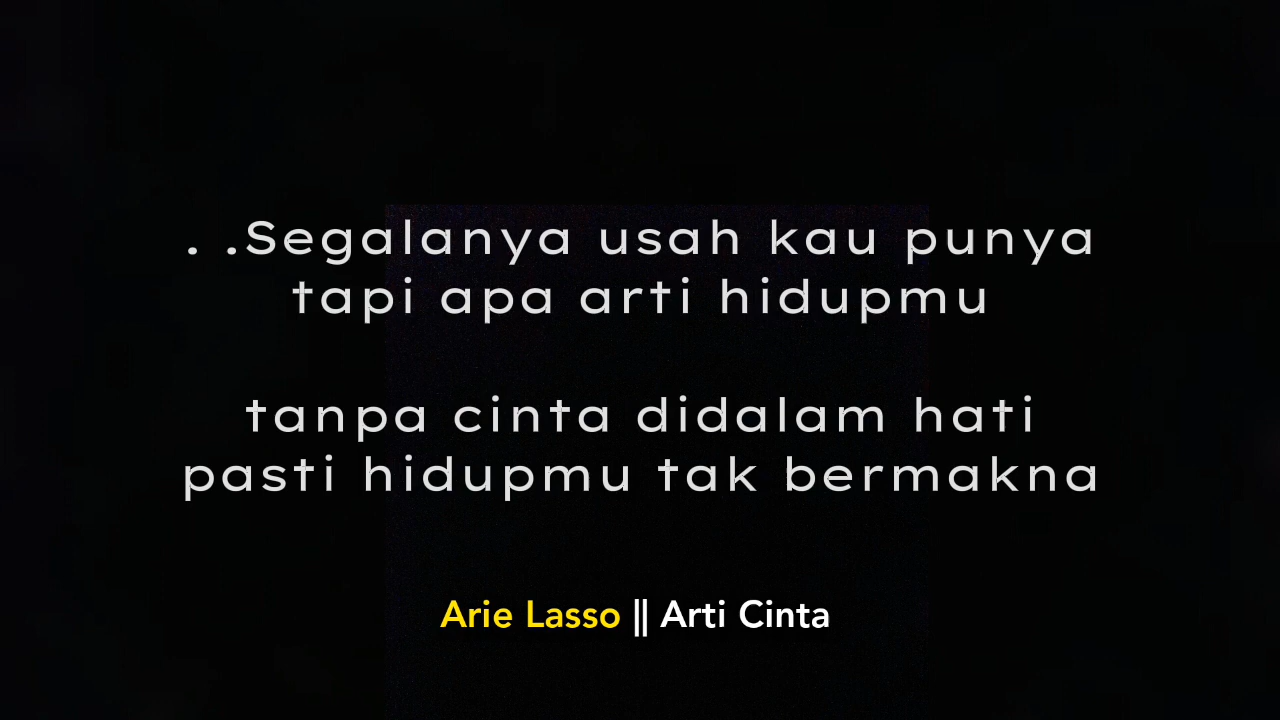 . .Segalanya usah kau punya
tapi apa arti hidupmu
tanpa cinta didalam hati
pasti hidupmu tak bermakna
Arie Lasso || Arti Cinta